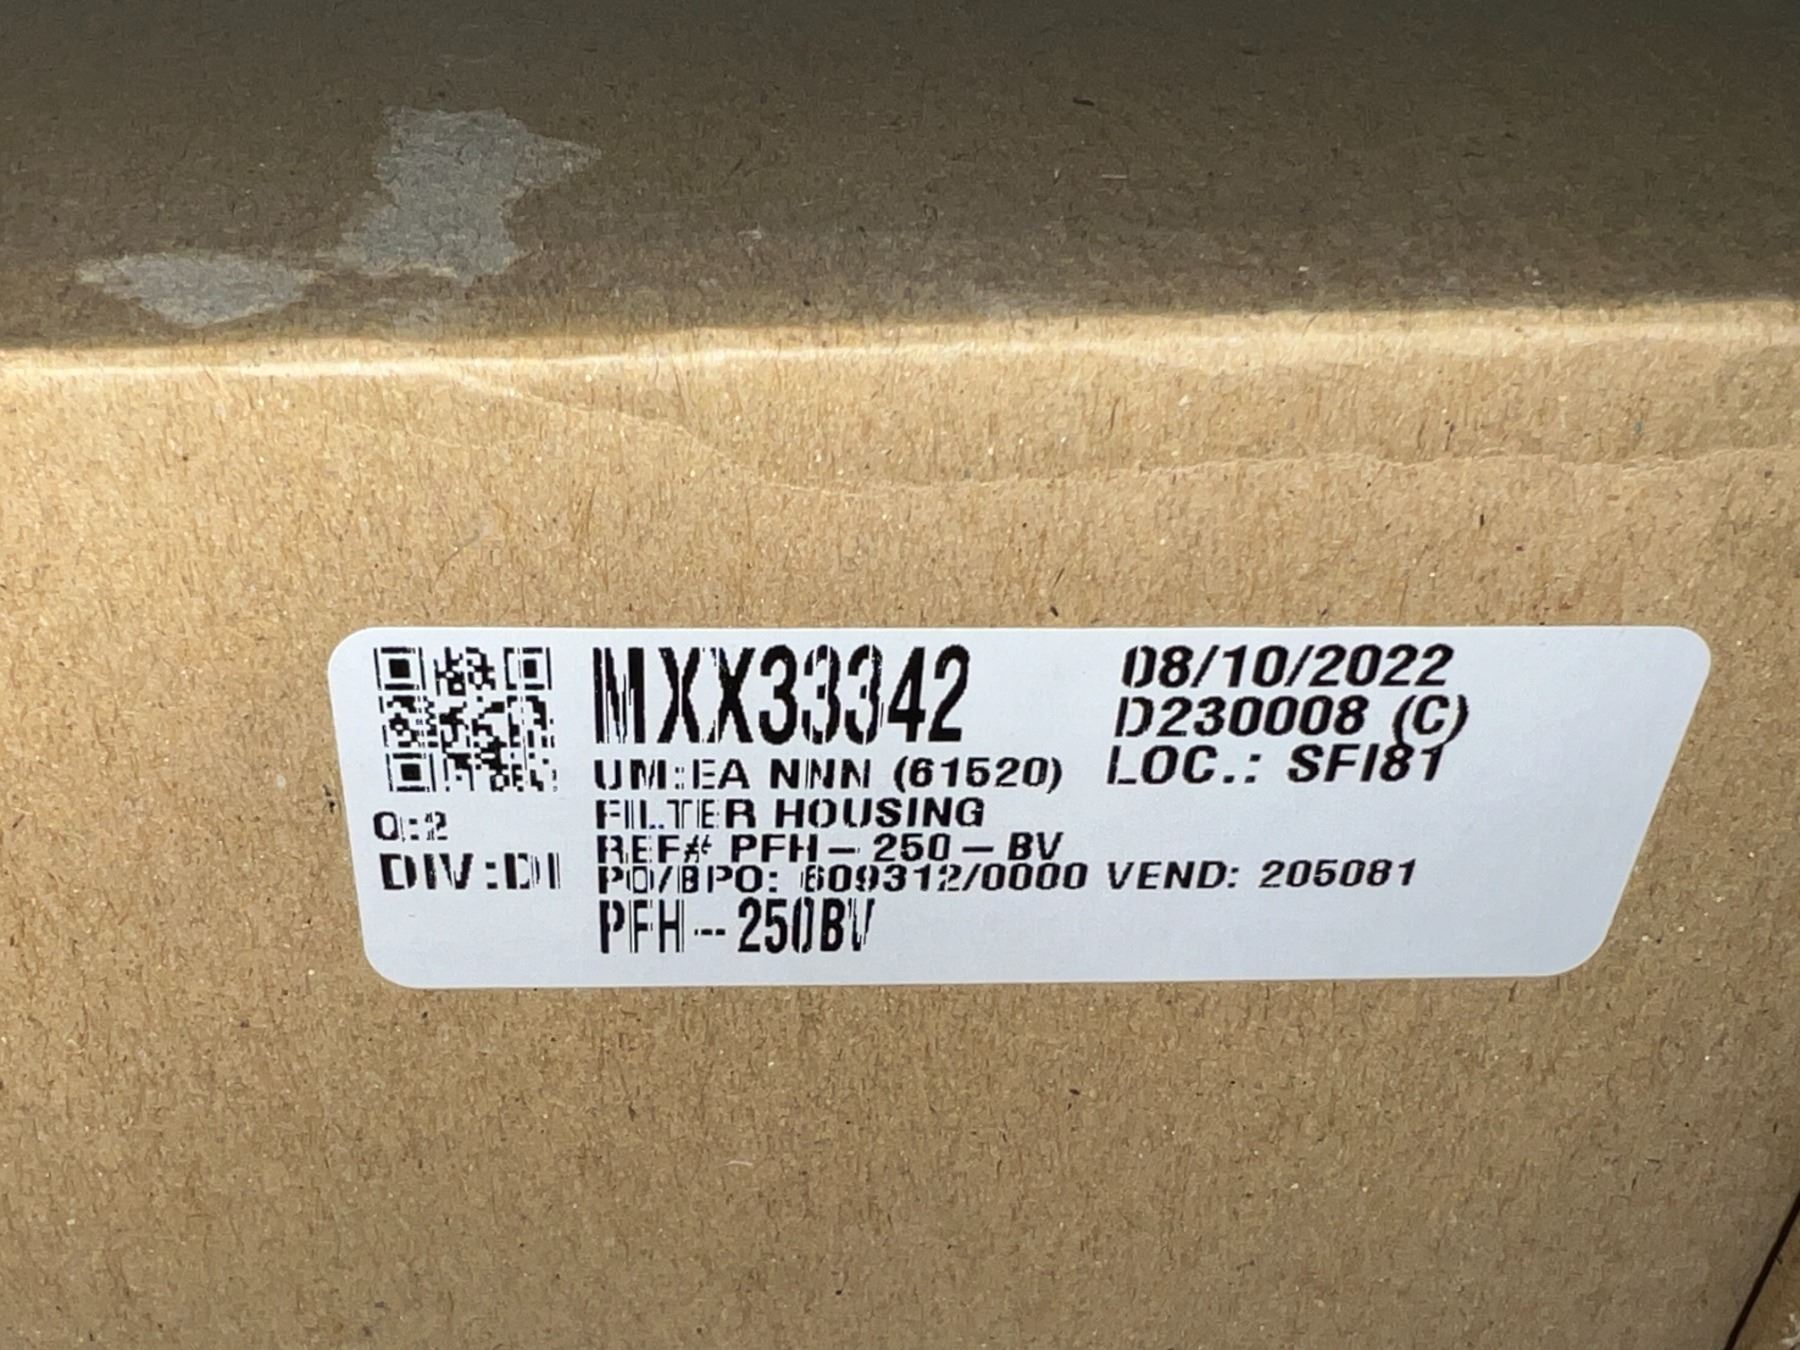 MXX33342
08/10/2022
D230008 (C)
UM:EA NNN (61520)
LOC.: SFI81
Q:2
FILTER HOUSING
REF# PFH-250-BV
DIV:DI
PO/BPO: 609312/0000 VEND: 205081
PFH-250BV